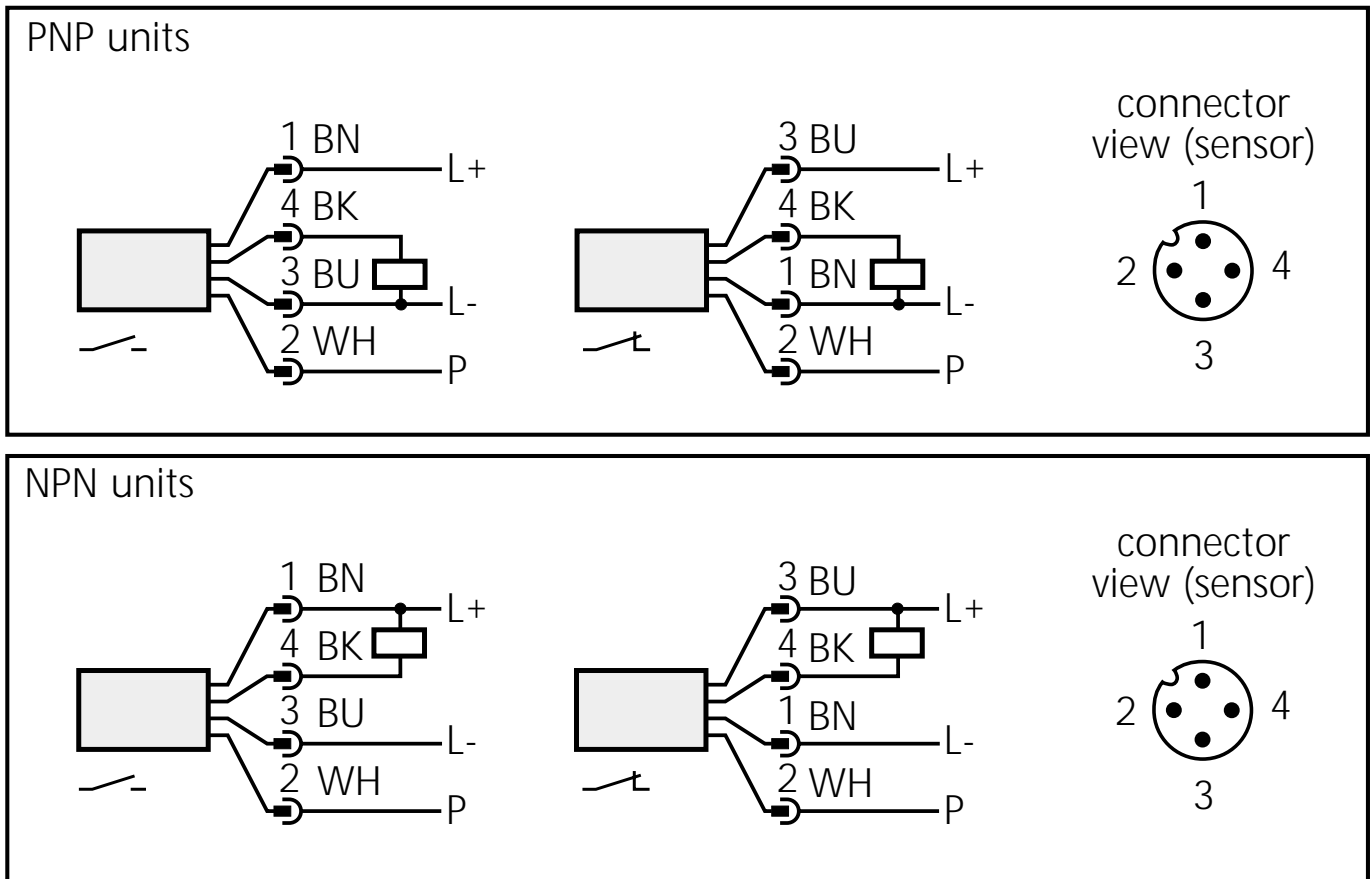 PNP units
1 BN
L+
4 BK
3 BU
L-
2 WH
P
3 BU
L+
4 BK
1 BN
L-
2 WH
P
connector
view (sensor)
1
2
4
3
NPN units
1 BN
L+
4 BK
3 BU
L-
2 WH
P
3 BU
L+
4 BK
1 BN
L-
2 WH
P
connector
view (sensor)
1
2
4
3